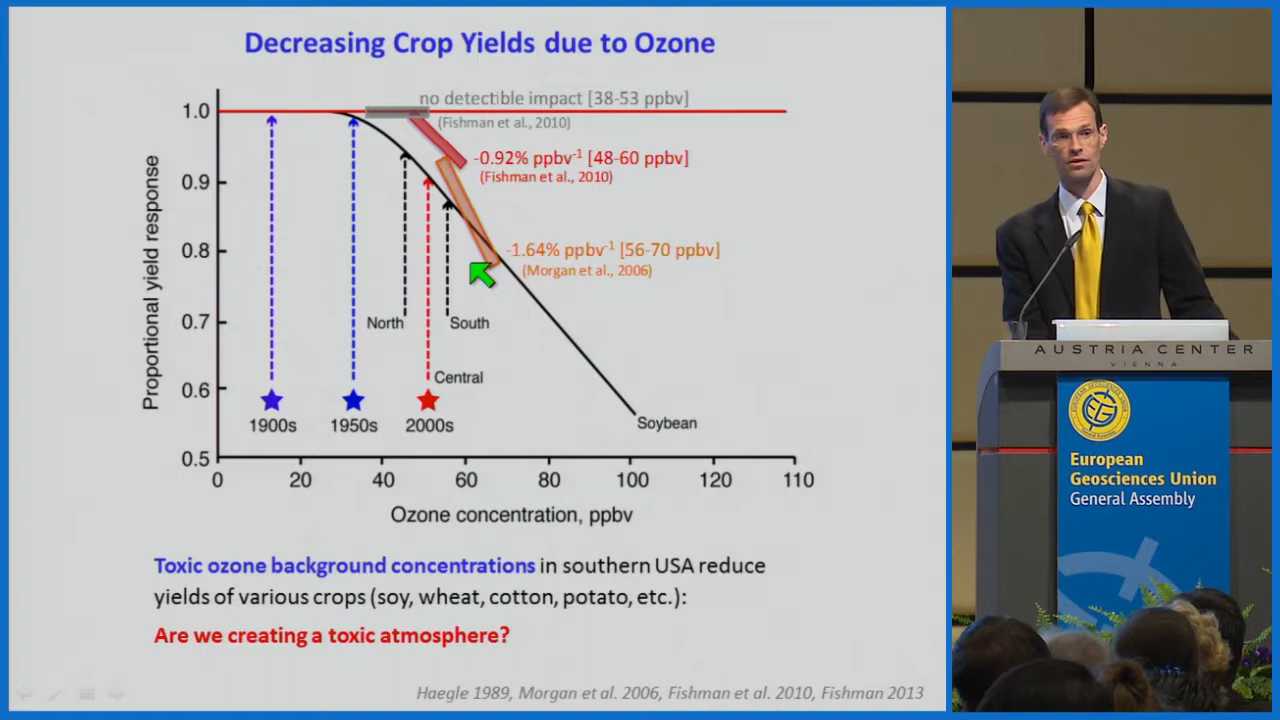 Decreasing Crop Yields due to Ozone
no detectible impact [38-53 ppbv]
(Fishman et al., 2010)
-0.92% ppbv⁻¹ [48-60 ppbv]
(Fishman et al., 2010)
-1.64% ppbv⁻¹ [56-70 ppbv]
(Morgan et al., 2006)
Proportional yield response
1.0
0.9
0.8
0.7
0.6
0.5
North
South
Central
1900s
1950s
2000s
Soybean
0 20 40 60 80 100 120 110
Ozone concentration, ppbv
Toxic ozone background concentrations in southern USA reduce
yields of various crops (soy, wheat, cotton, potato, etc.):
Are we creating a toxic atmosphere?
Haegle 1989, Morgan et al. 2006, Fishman et al. 2010, Fishman 2013
AUSTRIA CENTER
VIENNA
EGU
European
Geosciences Union
General Assembly